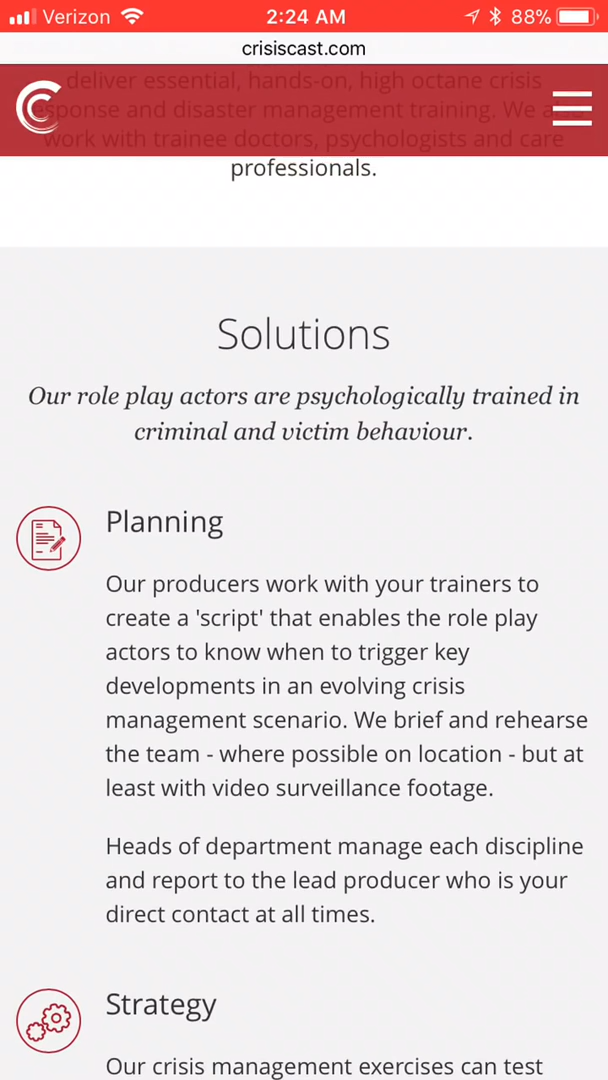 Verizon 2:24 AM 88%
crisiscast.com
deliver essential, hands-on, high octane crisis
esponse and disaster management training. We also
work with trainee doctors, psychologists and care
professionals.
Solutions
Our role play actors are psychologically trained in
criminal and victim behaviour.
Planning
Our producers work with your trainers to
create a 'script' that enables the role play
actors to know when to trigger key
developments in an evolving crisis
management scenario. We brief and rehearse
the team - where possible on location - but at
least with video surveillance footage.
Heads of department manage each discipline
and report to the lead producer who is your
direct contact at all times.
Strategy
Our crisis management exercises can test